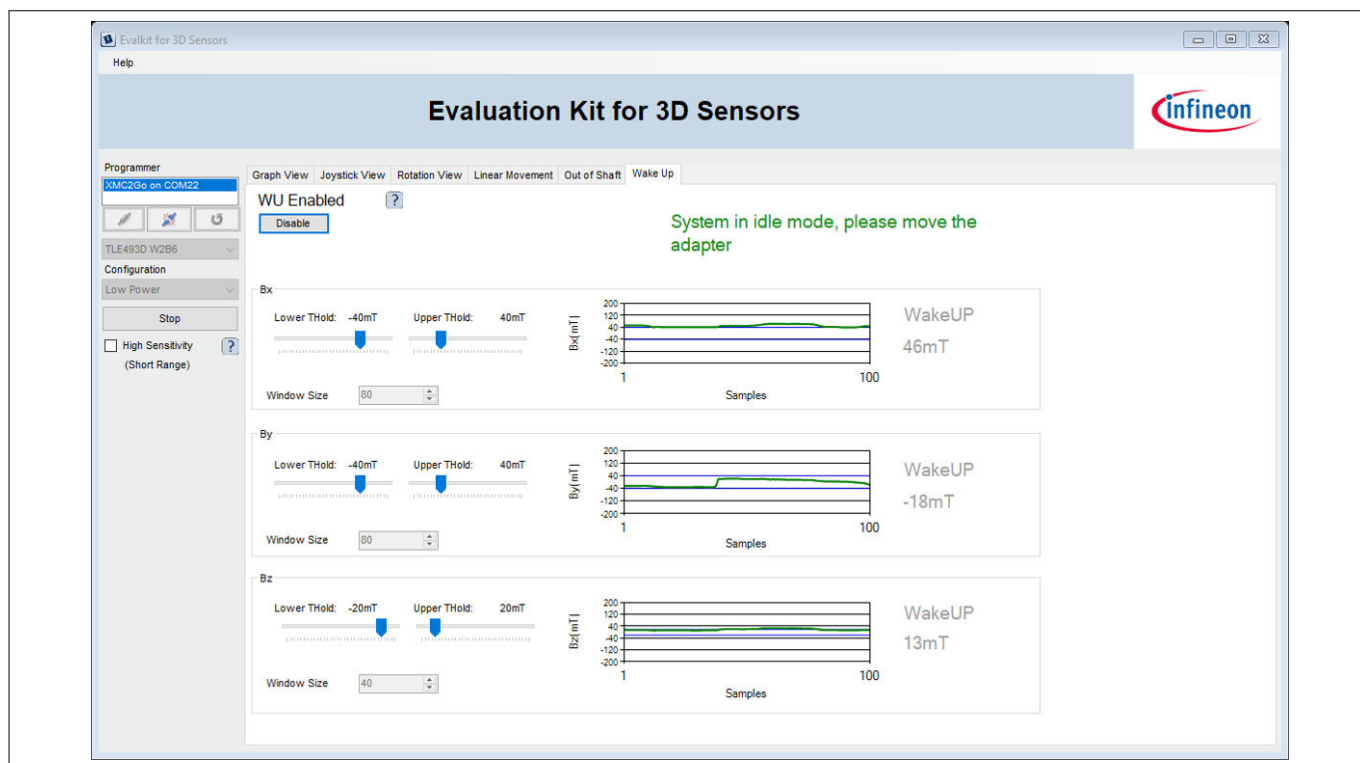 Evalkit for 3D Sensors
Help
Evaluation Kit for 3D Sensors
infineon
Programmer
XMC2Go on COM22
TLE493D W2B6
Configuration
Low Power
Stop
High Sensitivity ?
(Short Range)
Graph View Joystick View Rotation View Linear Movement Out of Shaft Wake Up
WU Enabled ?
Disable
System in idle mode, please move the
adapter
Bx
Lower THold: -40mT Upper THold: 40mT
Window Size 80
Bx[mT]
200
120
40
-40
-120
-200
1 100
Samples
WakeUP
46mT
By
Lower THold: -40mT Upper THold: 40mT
Window Size 80
By[mT]
200
120
40
-40
-120
-200
1 100
Samples
WakeUP
-18mT
Bz
Lower THold: -20mT Upper THold: 20mT
Window Size 40
Bz[mT]
200
120
40
-40
-120
-200
1 100
Samples
WakeUP
13mT